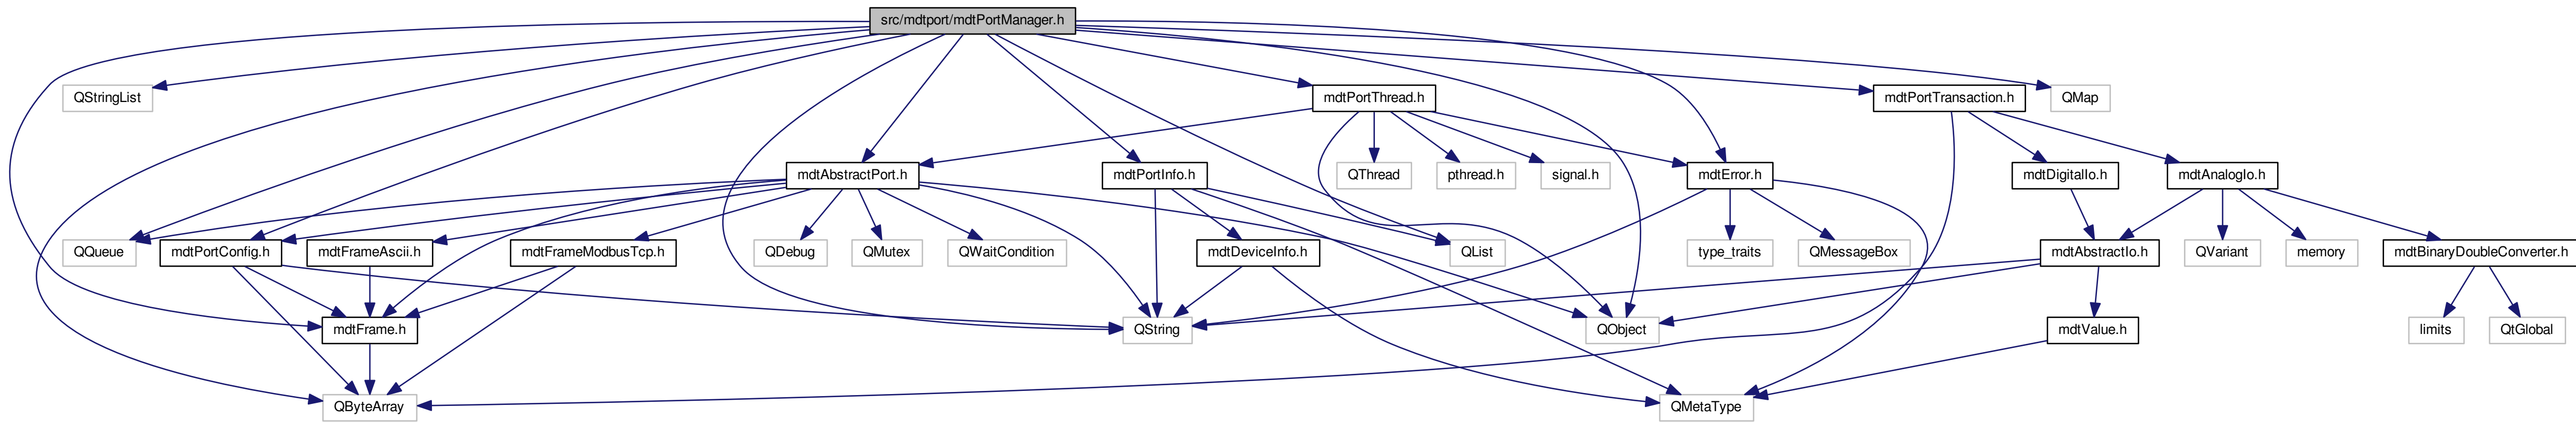 src/mdtport/mdtPortManager.h
QStringList
mdtPortThread.h
mdtPortTransaction.h
QMap
mdtAbstractPort.h
mdtPortInfo.h
QThread
pthread.h
signal.h
mdtError.h
mdtDigitalIo.h
mdtAnalogIo.h
QQueue
mdtPortConfig.h
mdtFrameAscii.h
mdtFrameModbusTcp.h
QDebug
QMutex
QWaitCondition
mdtDeviceInfo.h
QList
type_traits
QMessageBox
mdtAbstractIo.h
QVariant
memory
mdtBinaryDoubleConverter.h
mdtFrame.h
QString
QObject
mdtValue.h
limits
QtGlobal
QByteArray
QMetaType